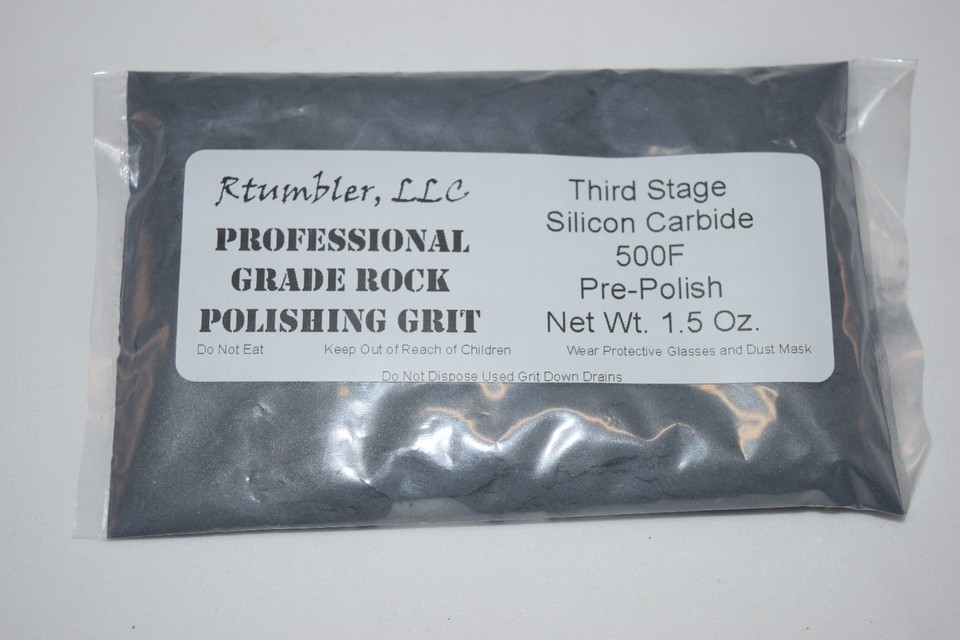 Rtumbler, LLC
PROFESSIONAL
GRADE ROCK
POLISHING GRIT
Third Stage
Silicon Carbide
500F
Pre-Polish
Net Wt. 1.5 Oz.
Do Not Eat
Keep Out of Reach of Children
Wear Protective Glasses and Dust Mask
Do Not Dispose Used Grit Down Drains